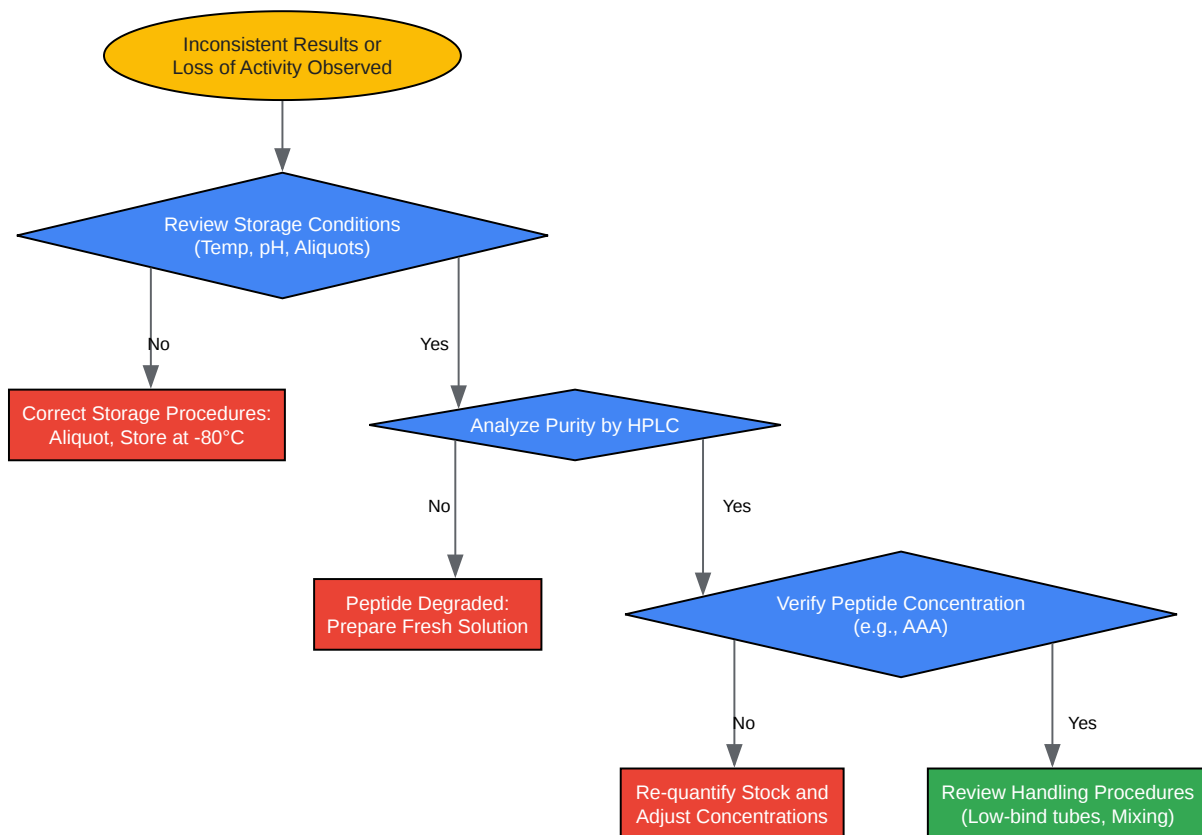 Inconsistent Results or
Loss of Activity Observed
Review Storage Conditions
(Temp, pH, Aliquots)
No
Yes
Correct Storage Procedures:
Aliquot, Store at -80°C
Analyze Purity by HPLC
No
Yes
Peptide Degraded:
Prepare Fresh Solution
Verify Peptide Concentration
(e.g., AAA)
No
Yes
Re-quantify Stock and
Adjust Concentrations
Review Handling Procedures
(Low-bind tubes, Mixing)